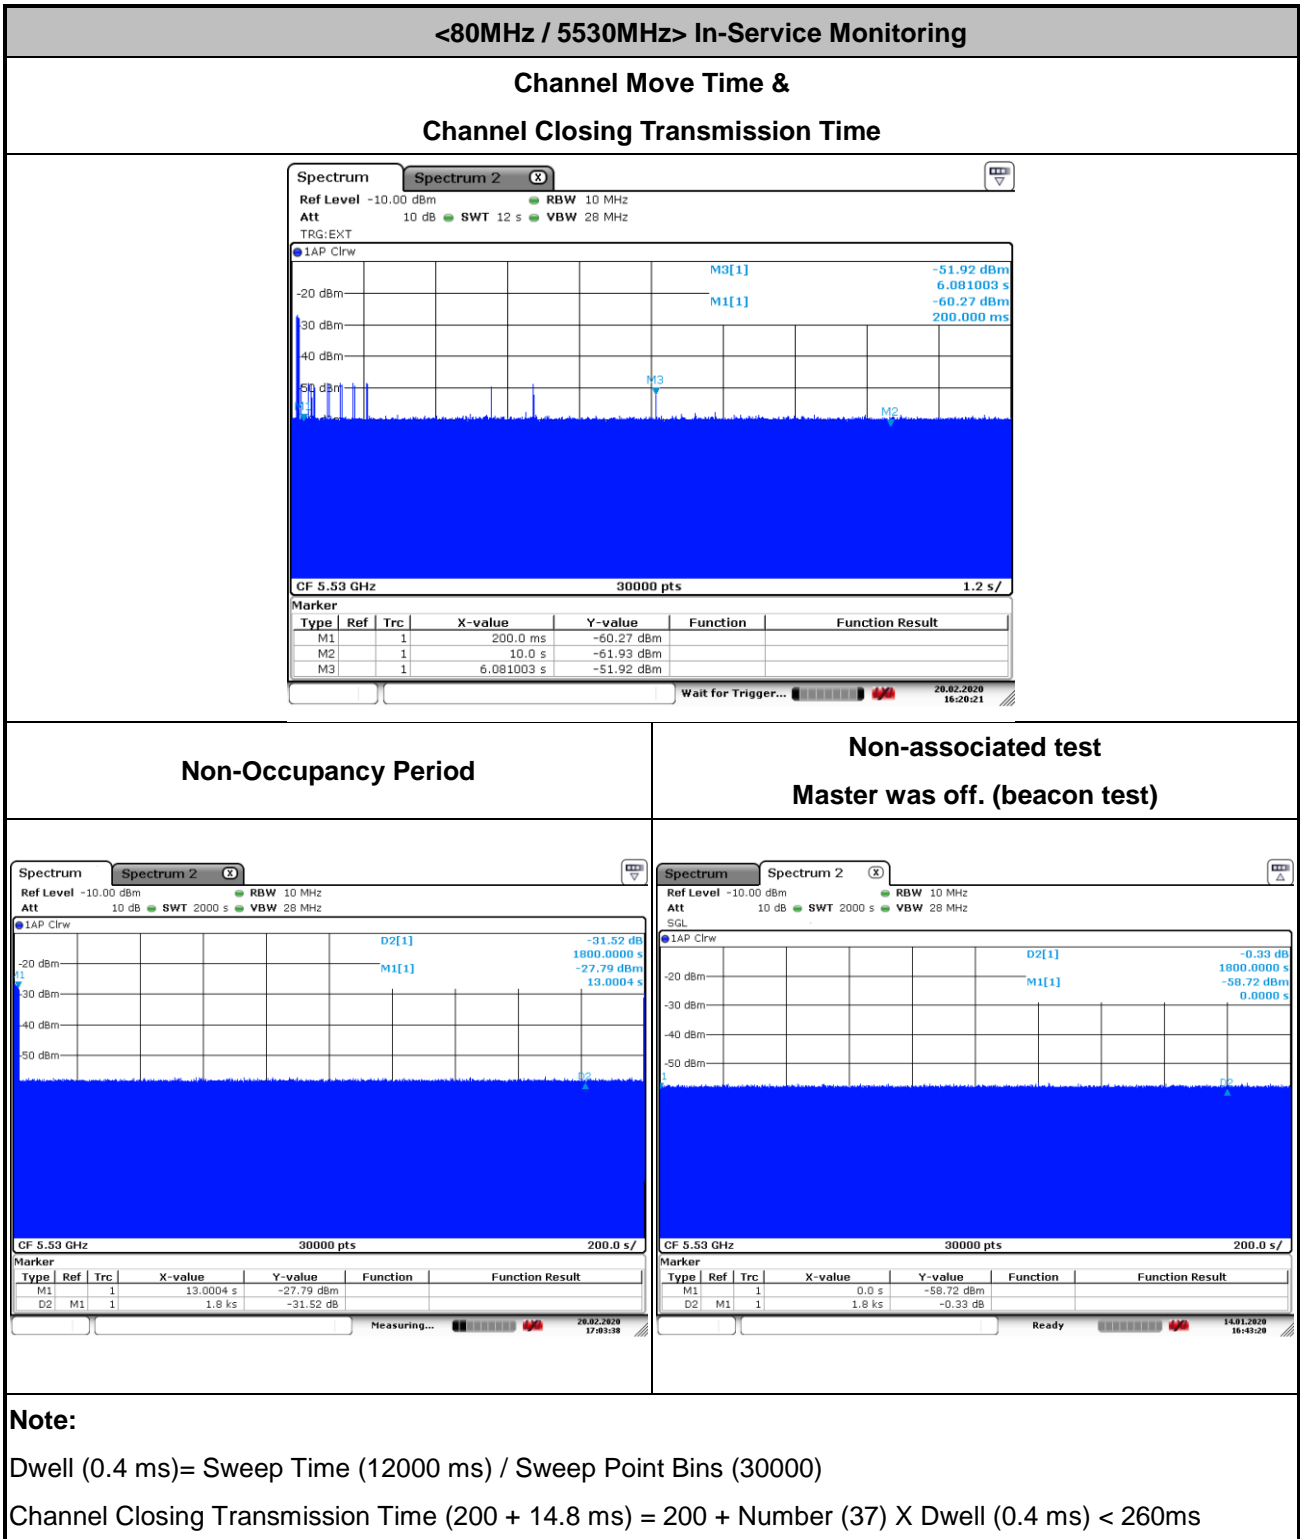 <80MHz / 5530MHz> In-Service Monitoring
Channel Move Time &
Channel Closing Transmission Time
Spectrum Spectrum 2 X
Ref Level -10.00 dBm RBW 10 MHz
Att 10 dB SWT 12 s VBW 28 MHz
TRG:EXT
1AP Clrw
M3[1] -51.92 dBm
6.081003 s
-20 dBm
M1[1] -60.27 dBm
200.000 ms
-30 dBm
-40 dBm
M3
-50 dBm
M1
M2
CF 5.53 GHz 30000 pts 1.2 s/
Marker
Type Ref Trc X-value Y-value Function Function Result
M1 1 200.0 ms -60.27 dBm
M2 1 10.0 s -61.93 dBm
M3 1 6.081003 s -51.92 dBm
Wait for Trigger... 20.02.2020
16:20:21
Non-Occupancy Period
Non-associated test
Master was off. (beacon test)
Spectrum Spectrum 2 X
Ref Level -10.00 dBm RBW 10 MHz
Att 10 dB SWT 2000 s VBW 28 MHz
1AP Clrw
D2[1] -31.52 dB
1800.0000 s
-20 dBm
M1[1] -27.79 dBm
M1
13.0004 s
-30 dBm
-40 dBm
-50 dBm
D2
CF 5.53 GHz 30000 pts 200.0 s/
Marker
Type Ref Trc X-value Y-value Function Function Result
M1 1 13.0004 s -27.79 dBm
D2 M1 1 1.8 ks -31.52 dB
Measuring... 20.02.2020
17:03:38
Spectrum Spectrum 2 X
Ref Level -10.00 dBm RBW 10 MHz
Att 10 dB SWT 2000 s VBW 28 MHz
SGL
1AP Clrw
D2[1] -0.33 dB
1800.0000 s
-20 dBm
M1[1] -58.72 dBm
0.0000 s
-30 dBm
-40 dBm
-50 dBm
1
D2
CF 5.53 GHz 30000 pts 200.0 s/
Marker
Type Ref Trc X-value Y-value Function Function Result
M1 1 0.0 s -58.72 dBm
D2 M1 1 1.8 ks -0.33 dB
Ready 14.01.2020
16:43:20
Note:
Dwell (0.4 ms)= Sweep Time (12000 ms) / Sweep Point Bins (30000)
Channel Closing Transmission Time (200 + 14.8 ms) = 200 + Number (37) X Dwell (0.4 ms) < 260ms